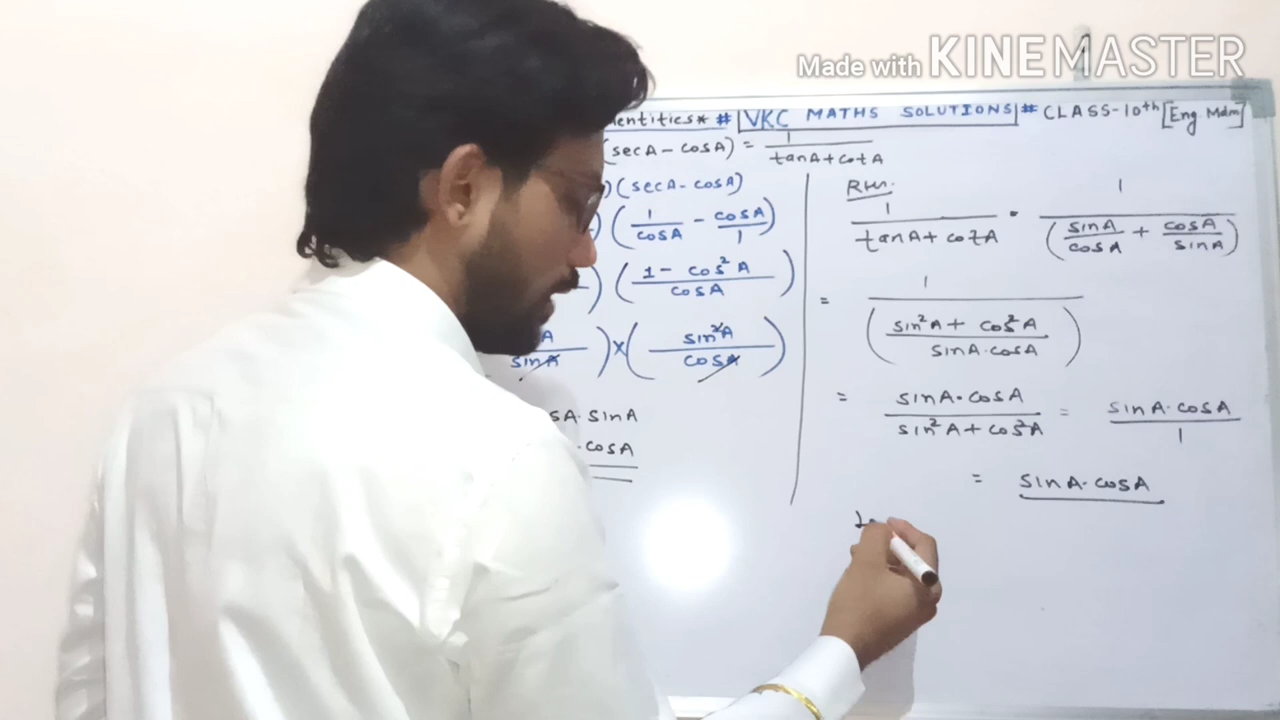 Made with KINEMASTER
entities* # VKC MATHS SOLUTIONS # CLASS-10th [Eng Mdm]
(secA - cosA) = 1/(tanA + cotA)
)(secA - cosA)
) (1/cosA - cosA/1)
) ((1 - cos²A)/cosA)
A/sinA) × (sin²A/cosA)
SA·sinA
·cosA
RHS.
1/(tanA + cotA) = 1/(sinA/cosA + cosA/sinA)
= 1/((sin²A + cos²A)/(sinA·cosA))
= (sinA·cosA)/(sin²A + cos²A) = (sinA·cosA)/1
= sinA·cosA